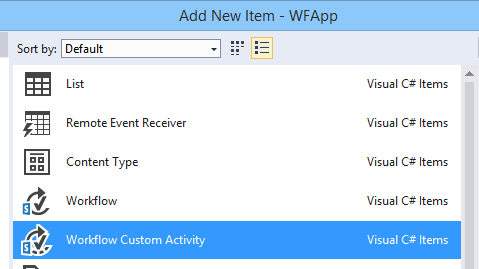 Add New Item - WFApp
Sort by: Default
List Visual C# Items
Remote Event Receiver Visual C# Items
Content Type Visual C# Items
Workflow Visual C# Items
Workflow Custom Activity Visual C# Items